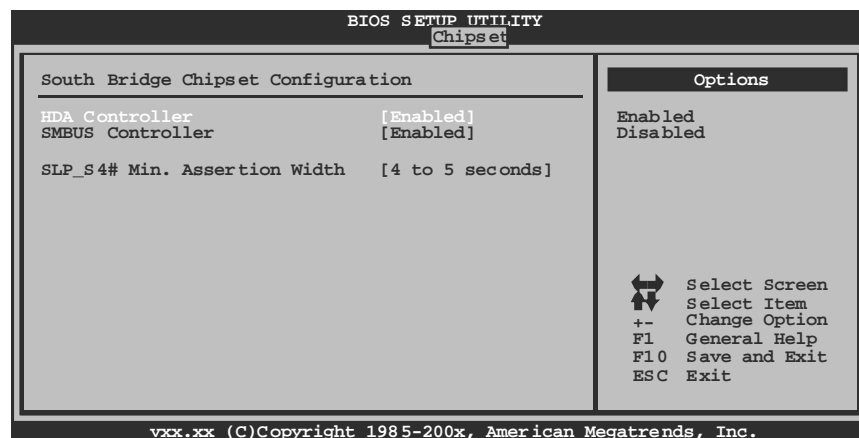 BIOS SETUP UTILITY
Chipset
South Bridge Chipset Configuration
HDA Controller [Enabled]
SMBUS Controller [Enabled]
SLP_S4# Min. Assertion Width [4 to 5 seconds]
Options
Enabled
Disabled
Select Screen
Select Item
+- Change Option
F1 General Help
F10 Save and Exit
ESC Exit
vxx.xx (C)Copyright 1985-200x, American Megatrends, Inc.